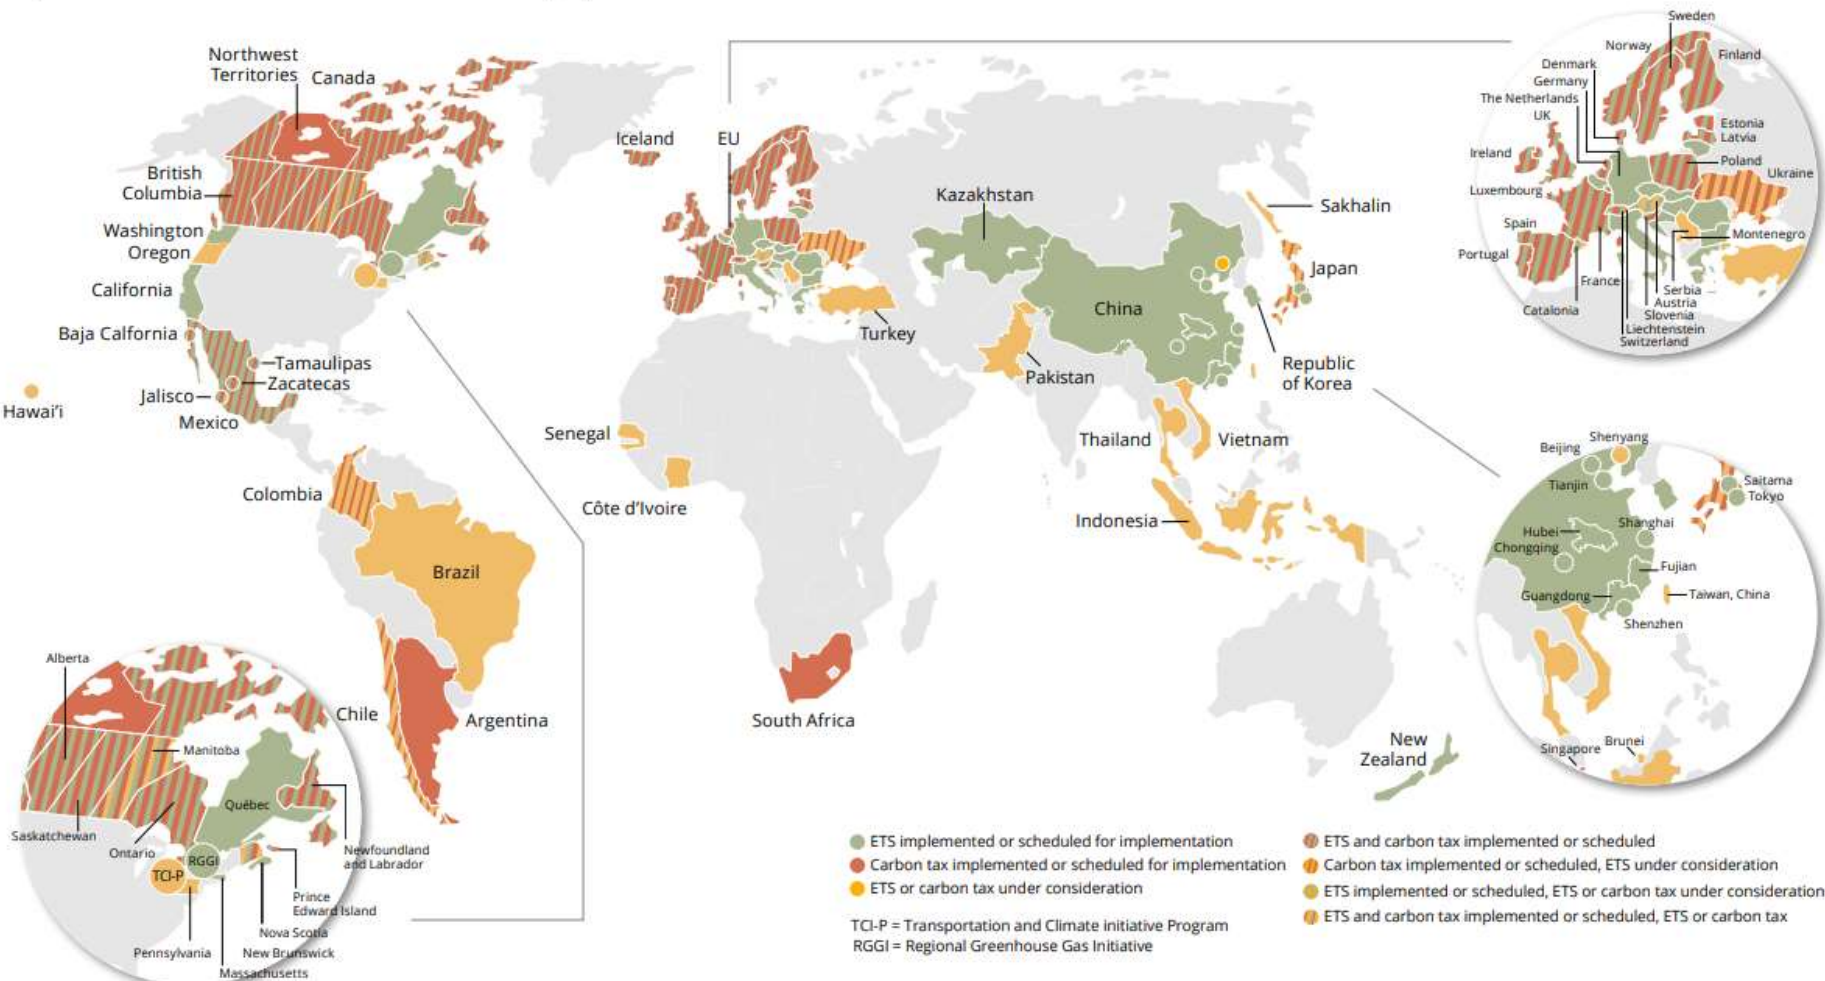 Northwest
Territories
Canada
British
Columbia
Washington
Oregon
California
Baja Calfornia
Tamaulipas
Zacatecas
Jalisco
Mexico
Hawai'i
Colombia
Brazil
Chile
Argentina
Iceland
EU
Kazakhstan
China
Turkey
Pakistan
Senegal
Côte d'Ivoire
South Africa
Thailand
Vietnam
Indonesia
Sakhalin
Japan
Republic
of Korea
New
Zealand
Sweden
Norway
Finland
Denmark
Germany
The Netherlands
UK
Estonia
Latvia
Ireland
Poland
Ukraine
Luxembourg
Spain
Montenegro
Portugal
France
Serbia
Austria
Catalonia
Slovenia
Liechtenstein
Switzerland
Beijing
Shenyang
Tianjin
Saitama
Tokyo
Hubei
Shanghai
Chongqing
Fujian
Guangdong
Taiwan, China
Shenzhen
Singapore
Brunei
Alberta
Manitoba
Québec
Saskatchewan
Ontario
RGGI
Newfoundland
and Labrador
TCI-P
Prince
Edward Island
Nova Scotia
Pennsylvania
New Brunswick
Massachusetts
ETS implemented or scheduled for implementation
Carbon tax implemented or scheduled for implementation
ETS or carbon tax under consideration
TCI-P = Transportation and Climate initiative Program
RGGI = Regional Greenhouse Gas Initiative
ETS and carbon tax implemented or scheduled
Carbon tax implemented or scheduled, ETS under consideration
ETS implemented or scheduled, ETS or carbon tax under consideration
ETS and carbon tax implemented or scheduled, ETS or carbon tax